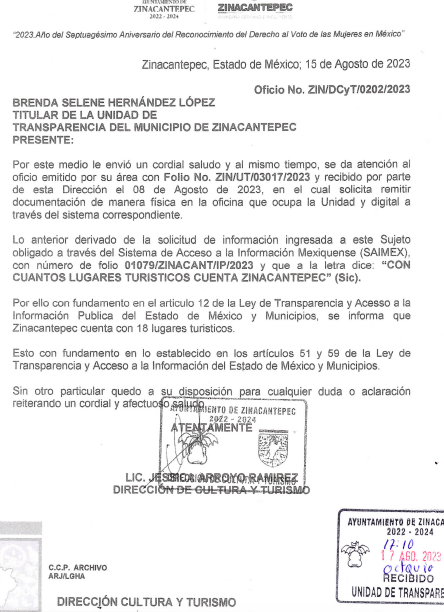 AYUNTAMIENTO DE
ZINACANTEPEC
2022 - 2024
ZINACANTEPEC
"2023.Año del Septuagésimo Aniversario del Reconocimiento del Derecho al Voto de las Mujeres en México"
Zinacantepec, Estado de México; 15 de Agosto de 2023
Oficio No. ZIN/DCyT/0202/2023
BRENDA SELENE HERNÁNDEZ LÓPEZ
TITULAR DE LA UNIDAD DE
TRANSPARENCIA DEL MUNICIPIO DE ZINACANTEPEC
PRESENTE:
Por este medio le envió un cordial saludo y al mismo tiempo, se da atención al
oficio emitido por su área con Folio No. ZIN/UT/03017/2023 y recibido por parte
de esta Dirección el 08 de Agosto de 2023, en el cual solicita remitir
documentación de manera física en la oficina que ocupa la Unidad y digital a
través del sistema correspondiente.
Lo anterior derivado de la solicitud de información ingresada a este Sujeto
obligado a través del Sistema de Acceso a la Información Mexiquense (SAIMEX),
con número de folio 01079/ZINACANT/IP/2023 y que a la letra dice: “CON
CUANTOS LUGARES TURISTICOS CUENTA ZINACANTEPEC” (Sic).
Por ello con fundamento en el articulo 12 de la Ley de Transparencia y Acesso a la
Información Publica del Estado de México y Municipios, se informa que
Zinacantepec cuenta con 18 lugares turisticos.
Esto con fundamento en lo establecido en los artículos 51 y 59 de la Ley de
Transparencia y Acceso a la Información del Estado de México y Municipios.
Sin otro particular quedo a su disposición para cualquier duda o aclaración
reiterando un cordial y afectuoso saludo
AYUNTAMIENTO DE ZINACANTEPEC
2022 - 2024
ATENTAMENTE
LIC. JESSICA ARROYO RAMIREZ
DIRECCIÓN DE CULTURA Y TURISMO
AYUNTAMIENTO DE ZINACA
2022 - 2024
17:10
17 AGO. 2023
RECIBIDO
UNIDAD DE TRANSPARE
C.C.P. ARCHIVO
ARJ/LGHA
DIRECCIÓN CULTURA Y TURISMO